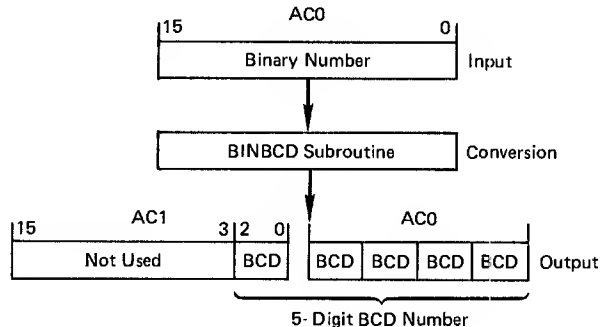 AC0
15 0
Binary Number Input
BINBCD Subroutine Conversion
AC1 AC0
15 3 2 0
Not Used BCD BCD BCD BCD BCD Output
5- Digit BCD Number